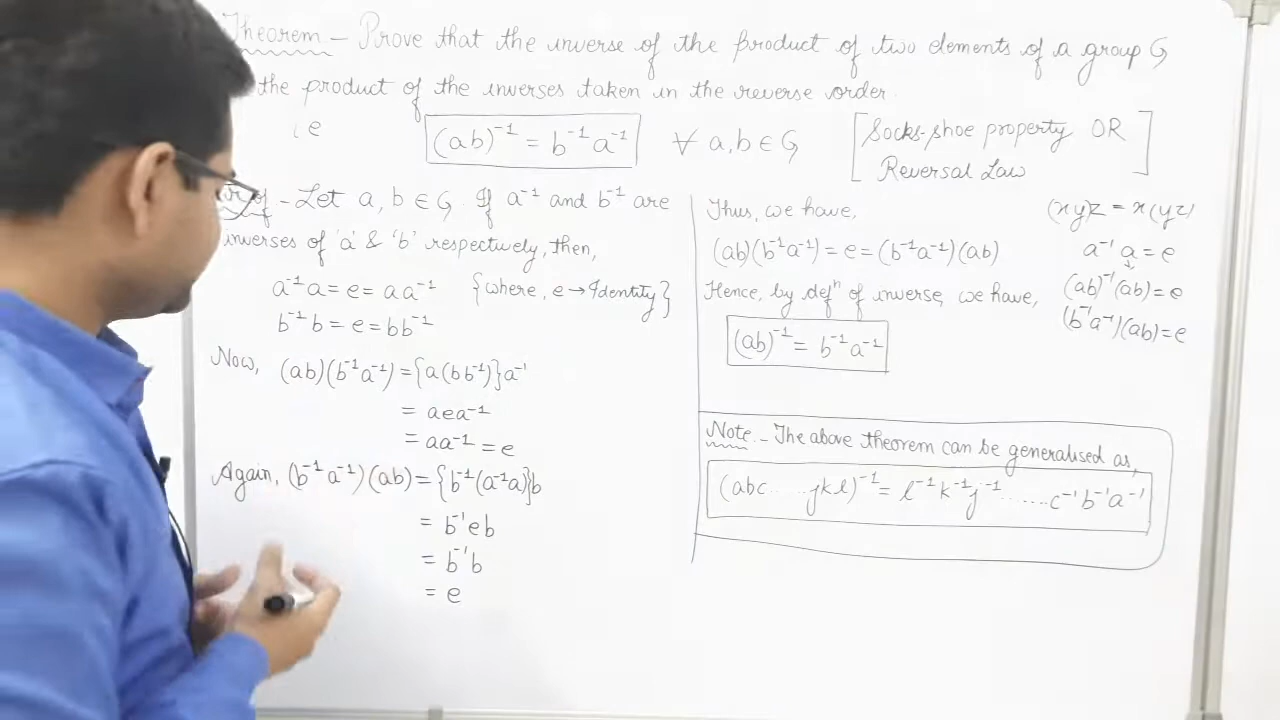 Theorem - Prove that the inverse of the product of two elements of a group G
the product of the inverses taken in the reverse order.
ie (ab)⁻¹ = b⁻¹a⁻¹ ∀ a,b ∈ G [Socks-shoe property OR
Reversal Law]
- Let a, b ∈ G. If a⁻¹ and b⁻¹ are
inverses of 'a' & 'b' respectively, then,
a⁻¹a = e = aa⁻¹ {where, e → Identity}
b⁻¹b = e = bb⁻¹
Now, (ab)(b⁻¹a⁻¹) = {a(bb⁻¹)}a⁻¹
= aea⁻¹
= aa⁻¹ = e
Again, (b⁻¹a⁻¹)(ab) = {b⁻¹(a⁻¹a)}b
= b⁻¹eb
= b⁻¹b
= e
Thus, we have,
(ab)(b⁻¹a⁻¹) = e = (b⁻¹a⁻¹)(ab)
Hence, by defⁿ of inverse, we have,
(ab)⁻¹ = b⁻¹a⁻¹
(xy)z = x(yz)
a⁻¹a = e
↓
(ab)⁻¹(ab) = e
(b⁻¹a⁻¹)(ab) = e
Note - The above theorem can be generalised as,
(abc......jkl)⁻¹ = l⁻¹k⁻¹j⁻¹.......c⁻¹b⁻¹a⁻¹